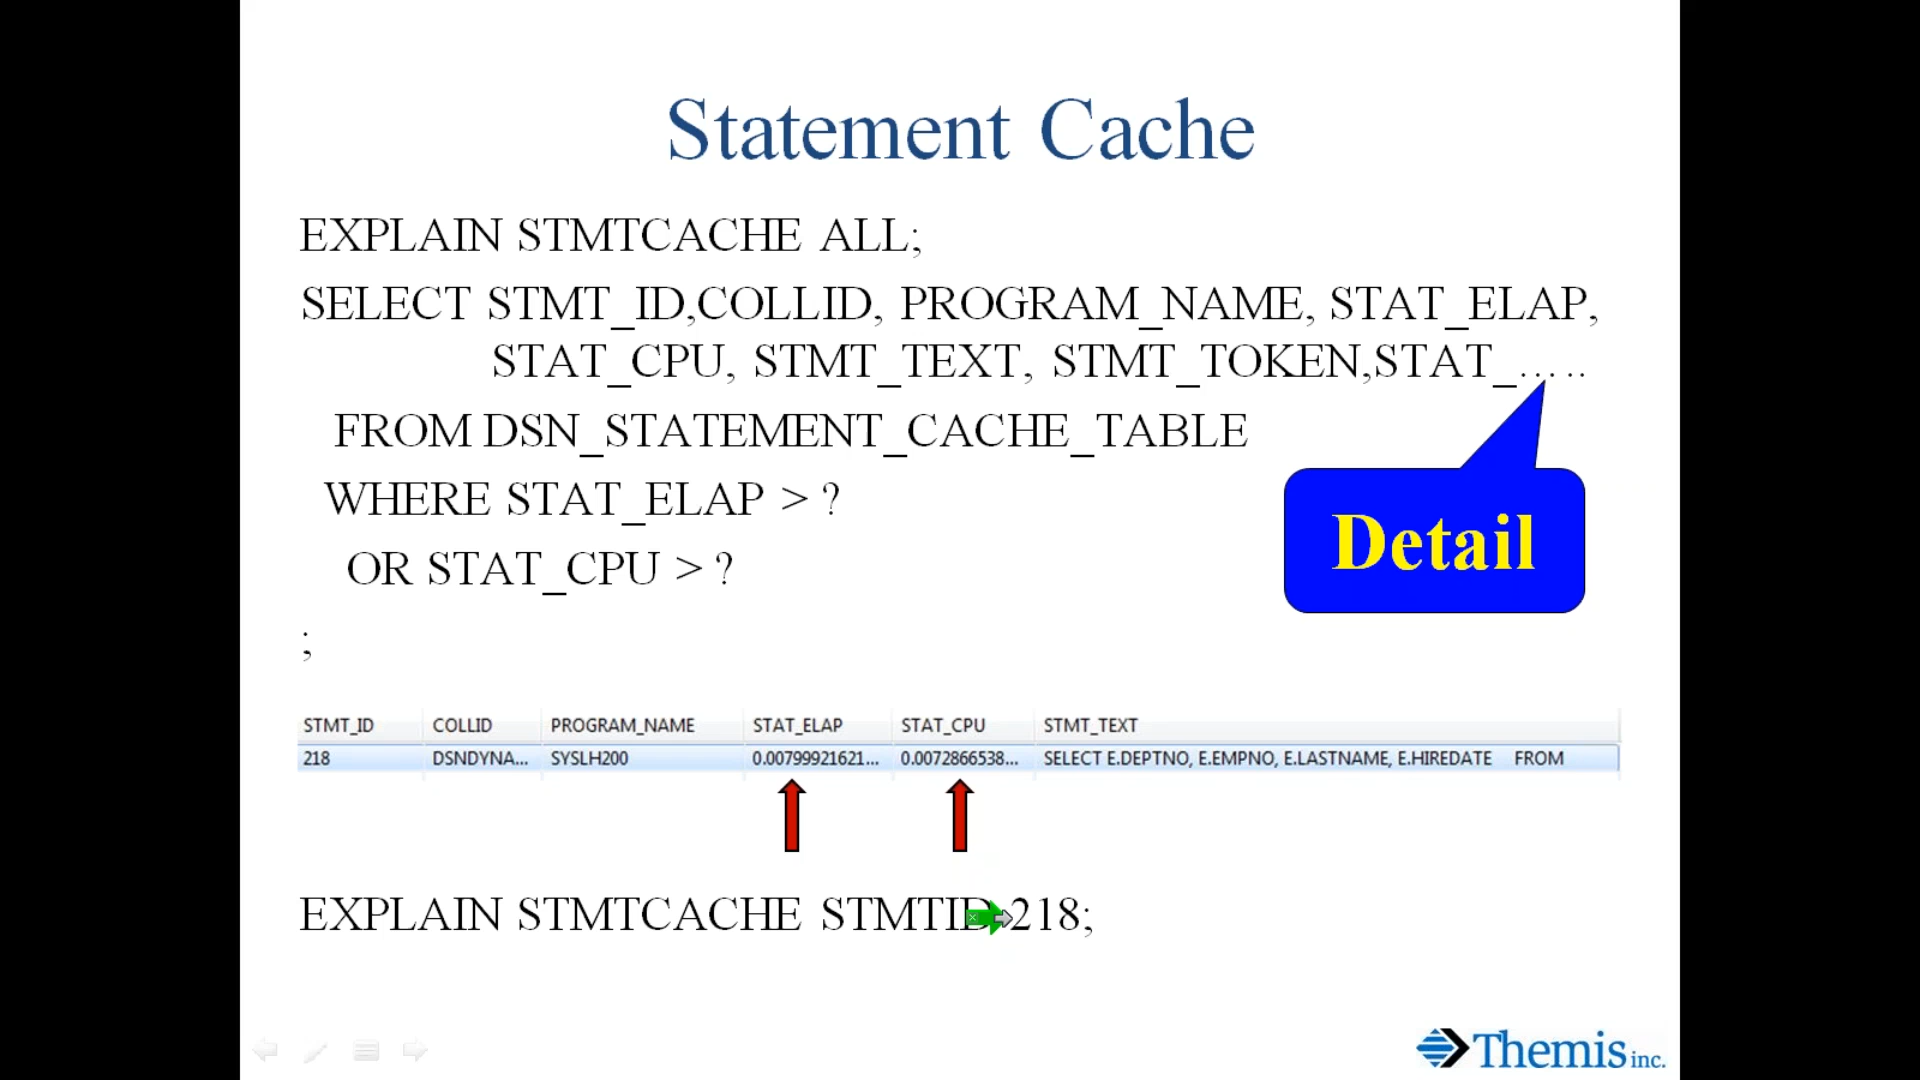 Statement Cache
EXPLAIN STMTCACHE ALL;
SELECT STMT_ID,COLLID, PROGRAM_NAME, STAT_ELAP,
STAT_CPU, STMT_TEXT, STMT_TOKEN,STAT_.....
FROM DSN_STATEMENT_CACHE_TABLE
WHERE STAT_ELAP > ?
OR STAT_CPU > ?
;
Detail
STMT_ID COLLID PROGRAM_NAME STAT_ELAP STAT_CPU STMT_TEXT
218 DSNDYNA... SYSLH200 0.00799921621... 0.0072866538... SELECT E.DEPTNO, E.EMPNO, E.LASTNAME, E.HIREDATE FROM
EXPLAIN STMTCACHE STMTID 218;
Themis inc.